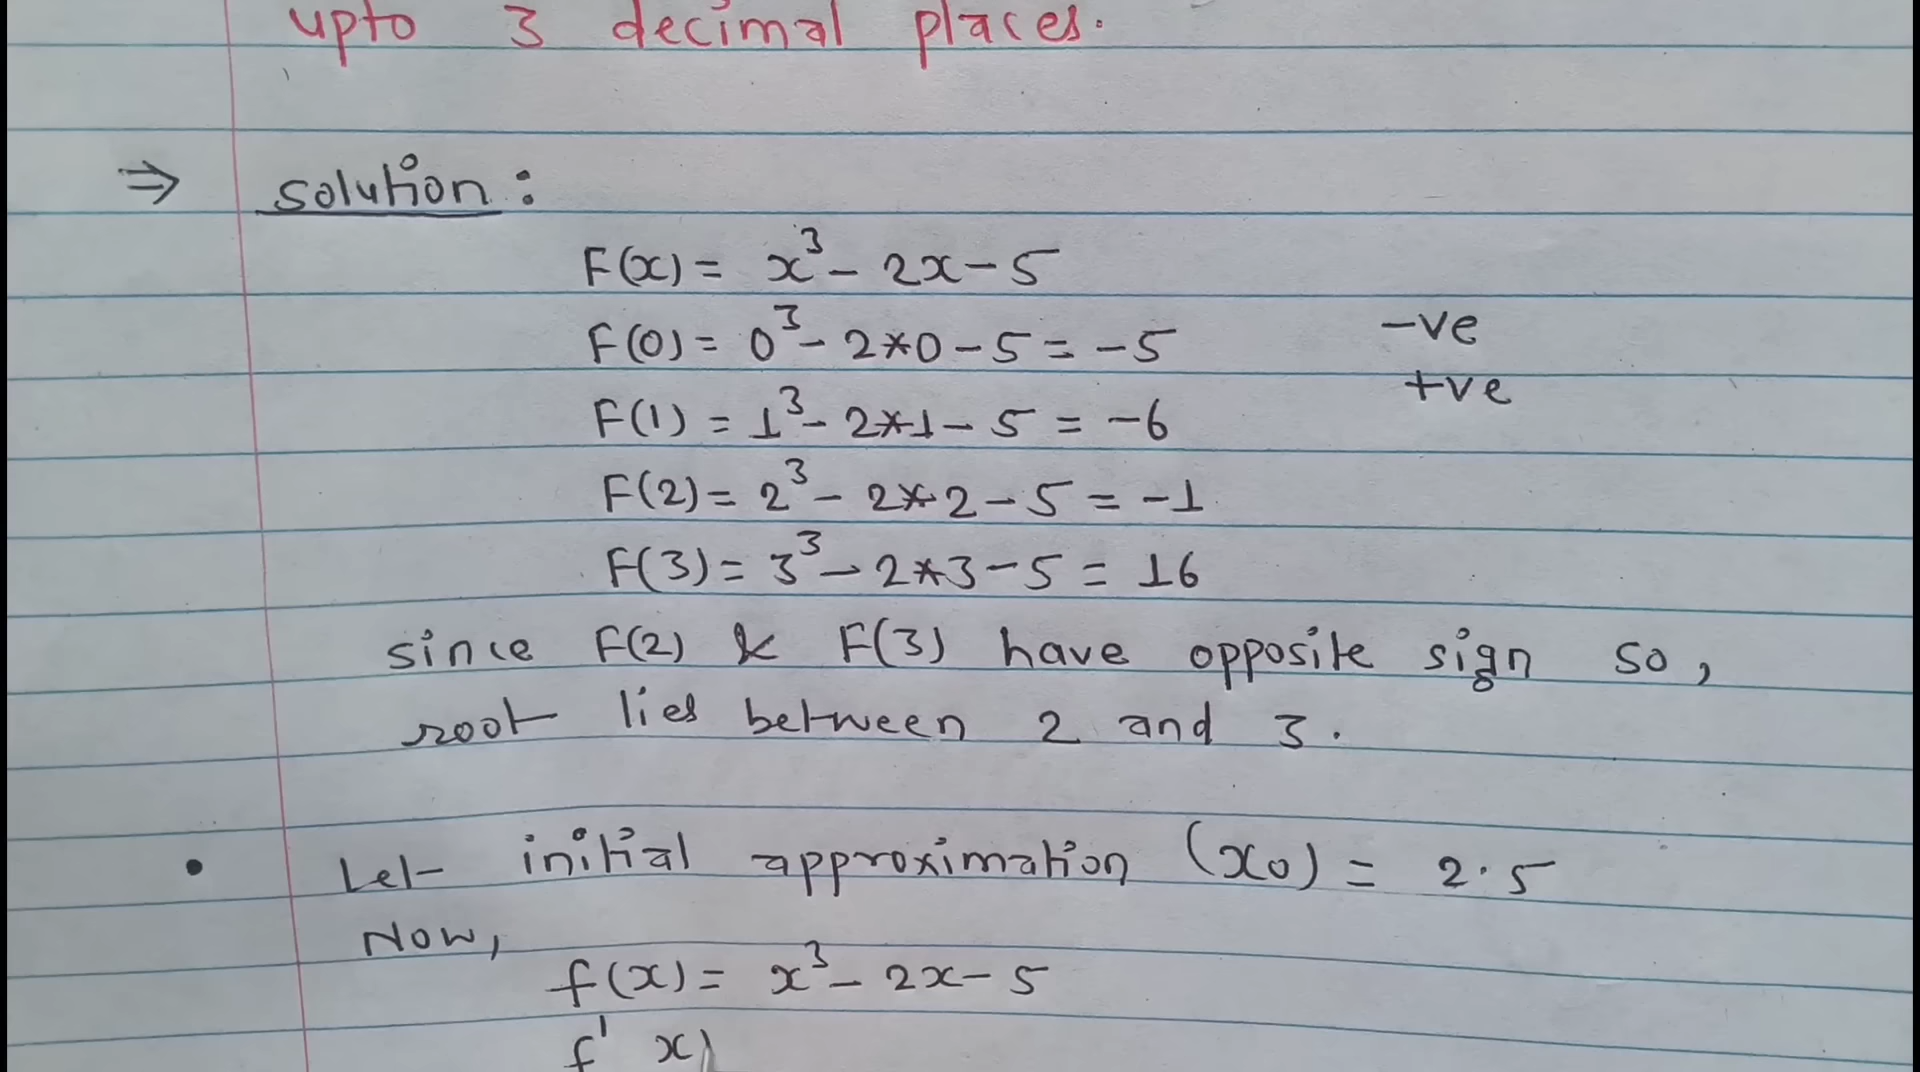 upto 3 decimal places.
⇒ solution:
F(x) = x³ - 2x - 5
F(0) = 0³ - 2*0 - 5 = -5 -ve
+ve
F(1) = 1³ - 2*1 - 5 = -6
F(2) = 2³ - 2*2 - 5 = -1
F(3) = 3³ - 2*3 - 5 = 16
since F(2) & F(3) have opposite sign so,
root lies between 2 and 3.
• Let initial approximation (x₀) = 2.5
Now,
f(x) = x³ - 2x - 5
f' x)